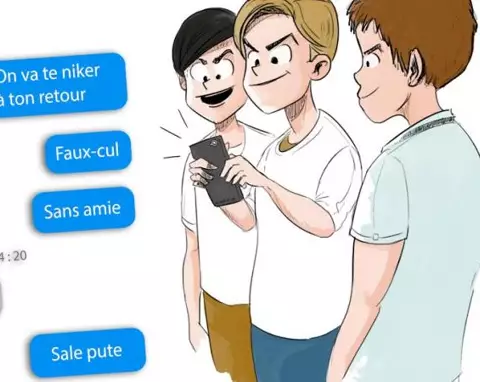 On va te niker
à ton retour
Faux-cul
Sans amie
4 : 20
Sale pute